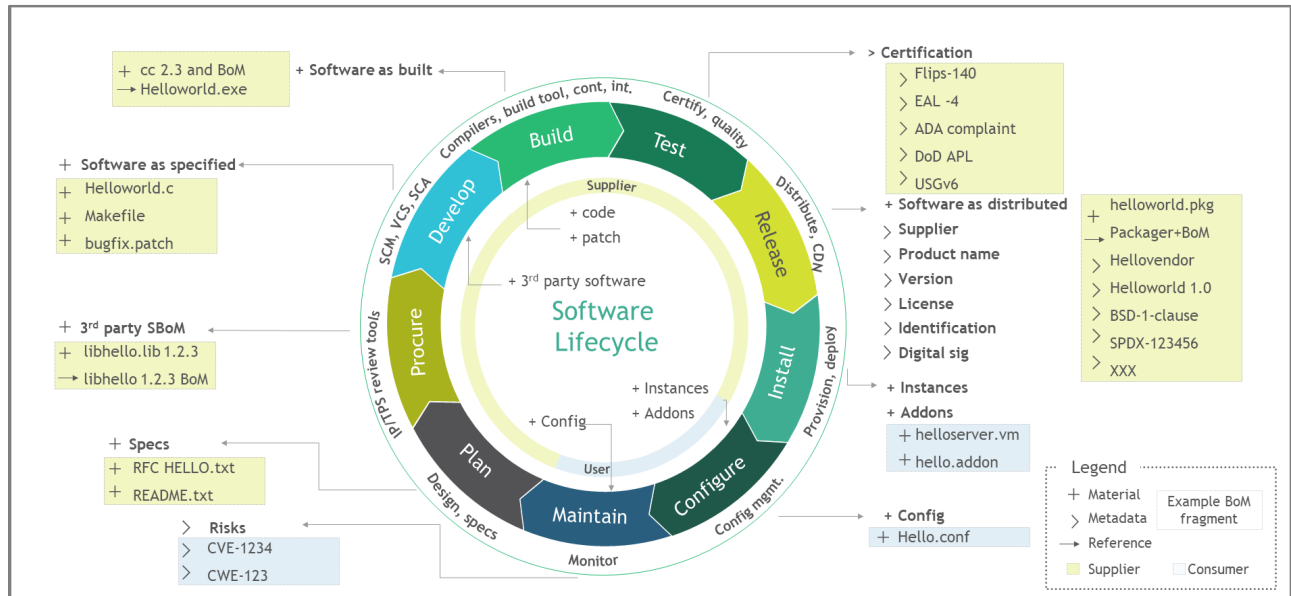 + cc 2.3 and BoM
→ Helloworld.exe
+ Software as built
+ Software as specified
+ Helloworld.c
+ Makefile
+ bugfix.patch
+ 3rd party SBoM
+ libhello.lib 1.2.3
→ libhello 1.2.3 BoM
+ Specs
+ RFC HELLO.txt
+ README.txt
> Risks
> CVE-1234
> CWE-123
Compilers, build tool, cont, int.
Certify, quality
Distribute, CDN
Provision, deploy
Config mgmt.
Monitor
Design, specs
IP/TPS review tools
SCM, VCS, SCA
Build
Test
Release
Install
Configure
Maintain
Plan
Procure
Develop
Supplier
+ code
+ patch
+ 3rd party software
Software
Lifecycle
+ Instances
+ Addons
+ Config
User
> Certification
> Flips-140
> EAL -4
> ADA complaint
> DoD APL
> USGv6
+ Software as distributed
> Supplier
> Product name
> Version
> License
> Identification
> Digital sig
+ helloworld.pkg
→ Packager+BoM
> Hellovendor
> Helloworld 1.0
> BSD-1-clause
> SPDX-123456
> XXX
+ Instances
+ Addons
+ helloserver.vm
+ hello.addon
+ Config
+ Hello.conf
Legend
+ Material
> Metadata
→ Reference
Example BoM
fragment
Supplier
Consumer